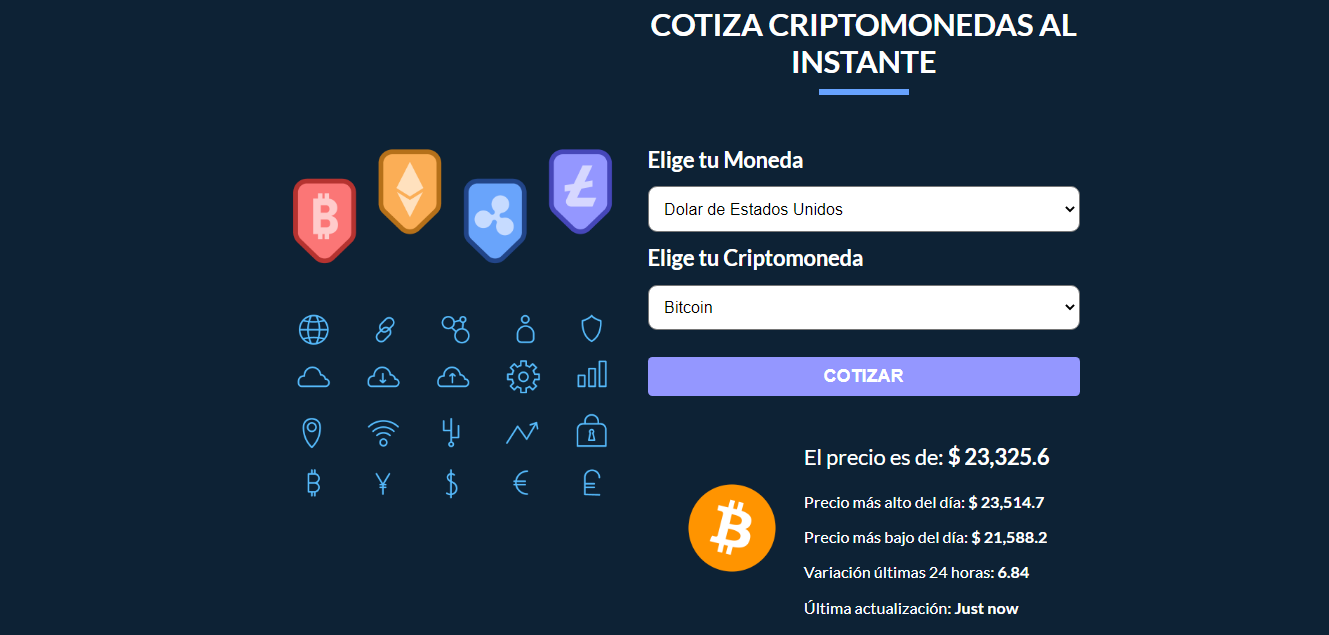 COTIZA CRIPTOMONEDAS AL
INSTANTE
Elige tu Moneda
Dolar de Estados Unidos
Elige tu Criptomoneda
Bitcoin
COTIZAR
El precio es de: $ 23,325.6
Precio más alto del día: $ 23,514.7
Precio más bajo del día: $ 21,588.2
Variación últimas 24 horas: 6.84
Última actualización: Just now